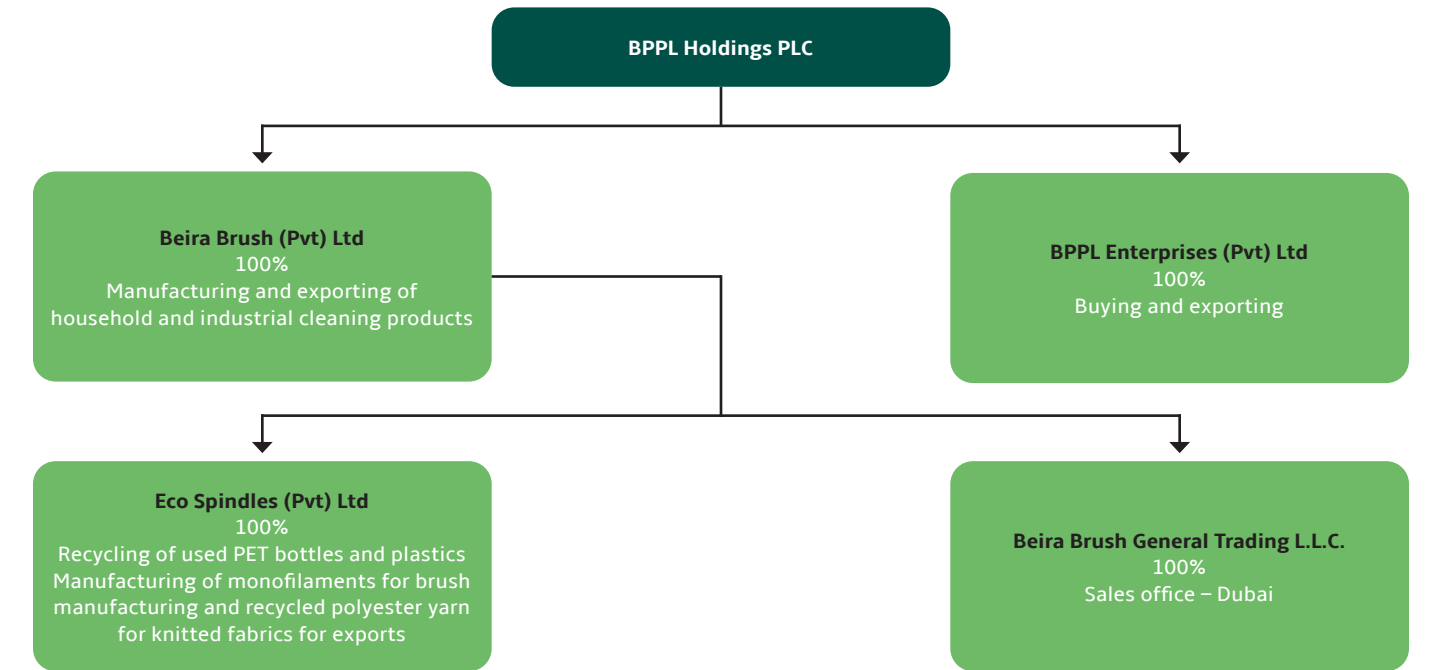 BPPL Holdings PLC
Beira Brush (Pvt) Ltd
100%
Manufacturing and exporting of
household and industrial cleaning products
BPPL Enterprises (Pvt) Ltd
100%
Buying and exporting
Eco Spindles (Pvt) Ltd
100%
Recycling of used PET bottles and plastics
Manufacturing of monofilaments for brush
manufacturing and recycled polyester yarn
for knitted fabrics for exports
Beira Brush General Trading L.L.C.
100%
Sales office – Dubai